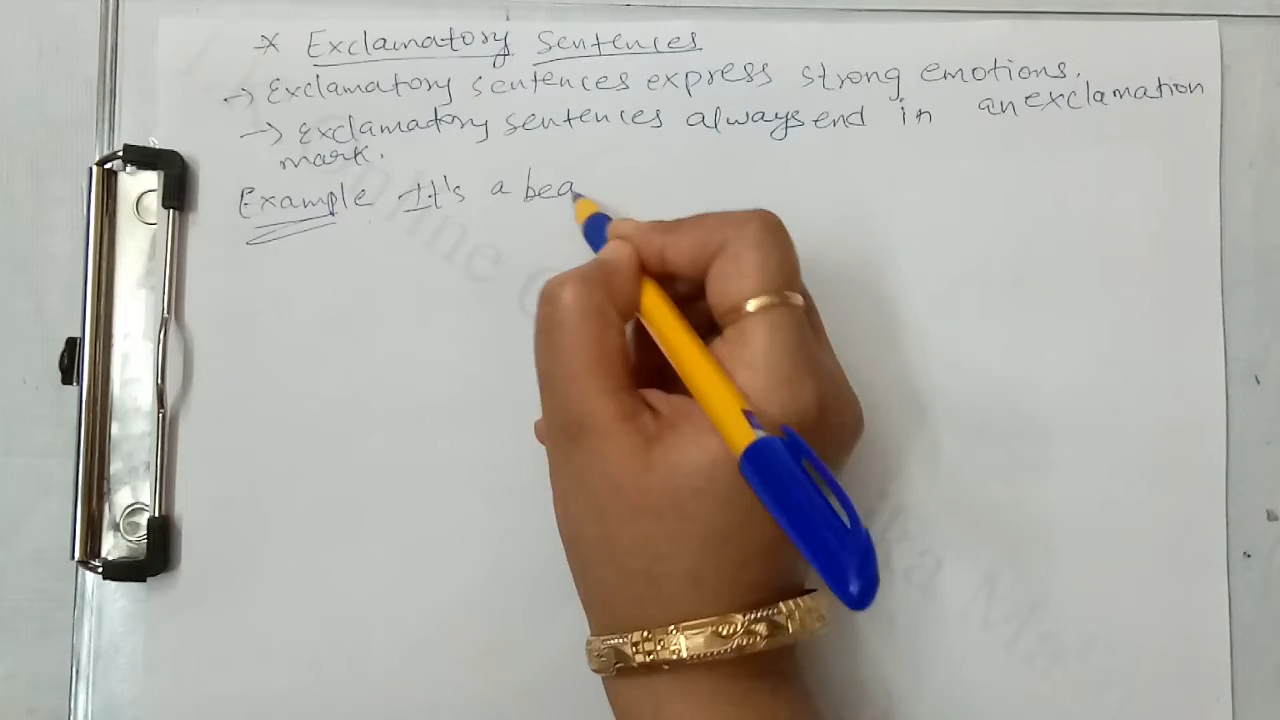 * Exclamatory Sentences
-> Exclamatory sentences express strong emotions.
-> Exclamatory sentences always end in an exclamation
mark.
Example It's a bea